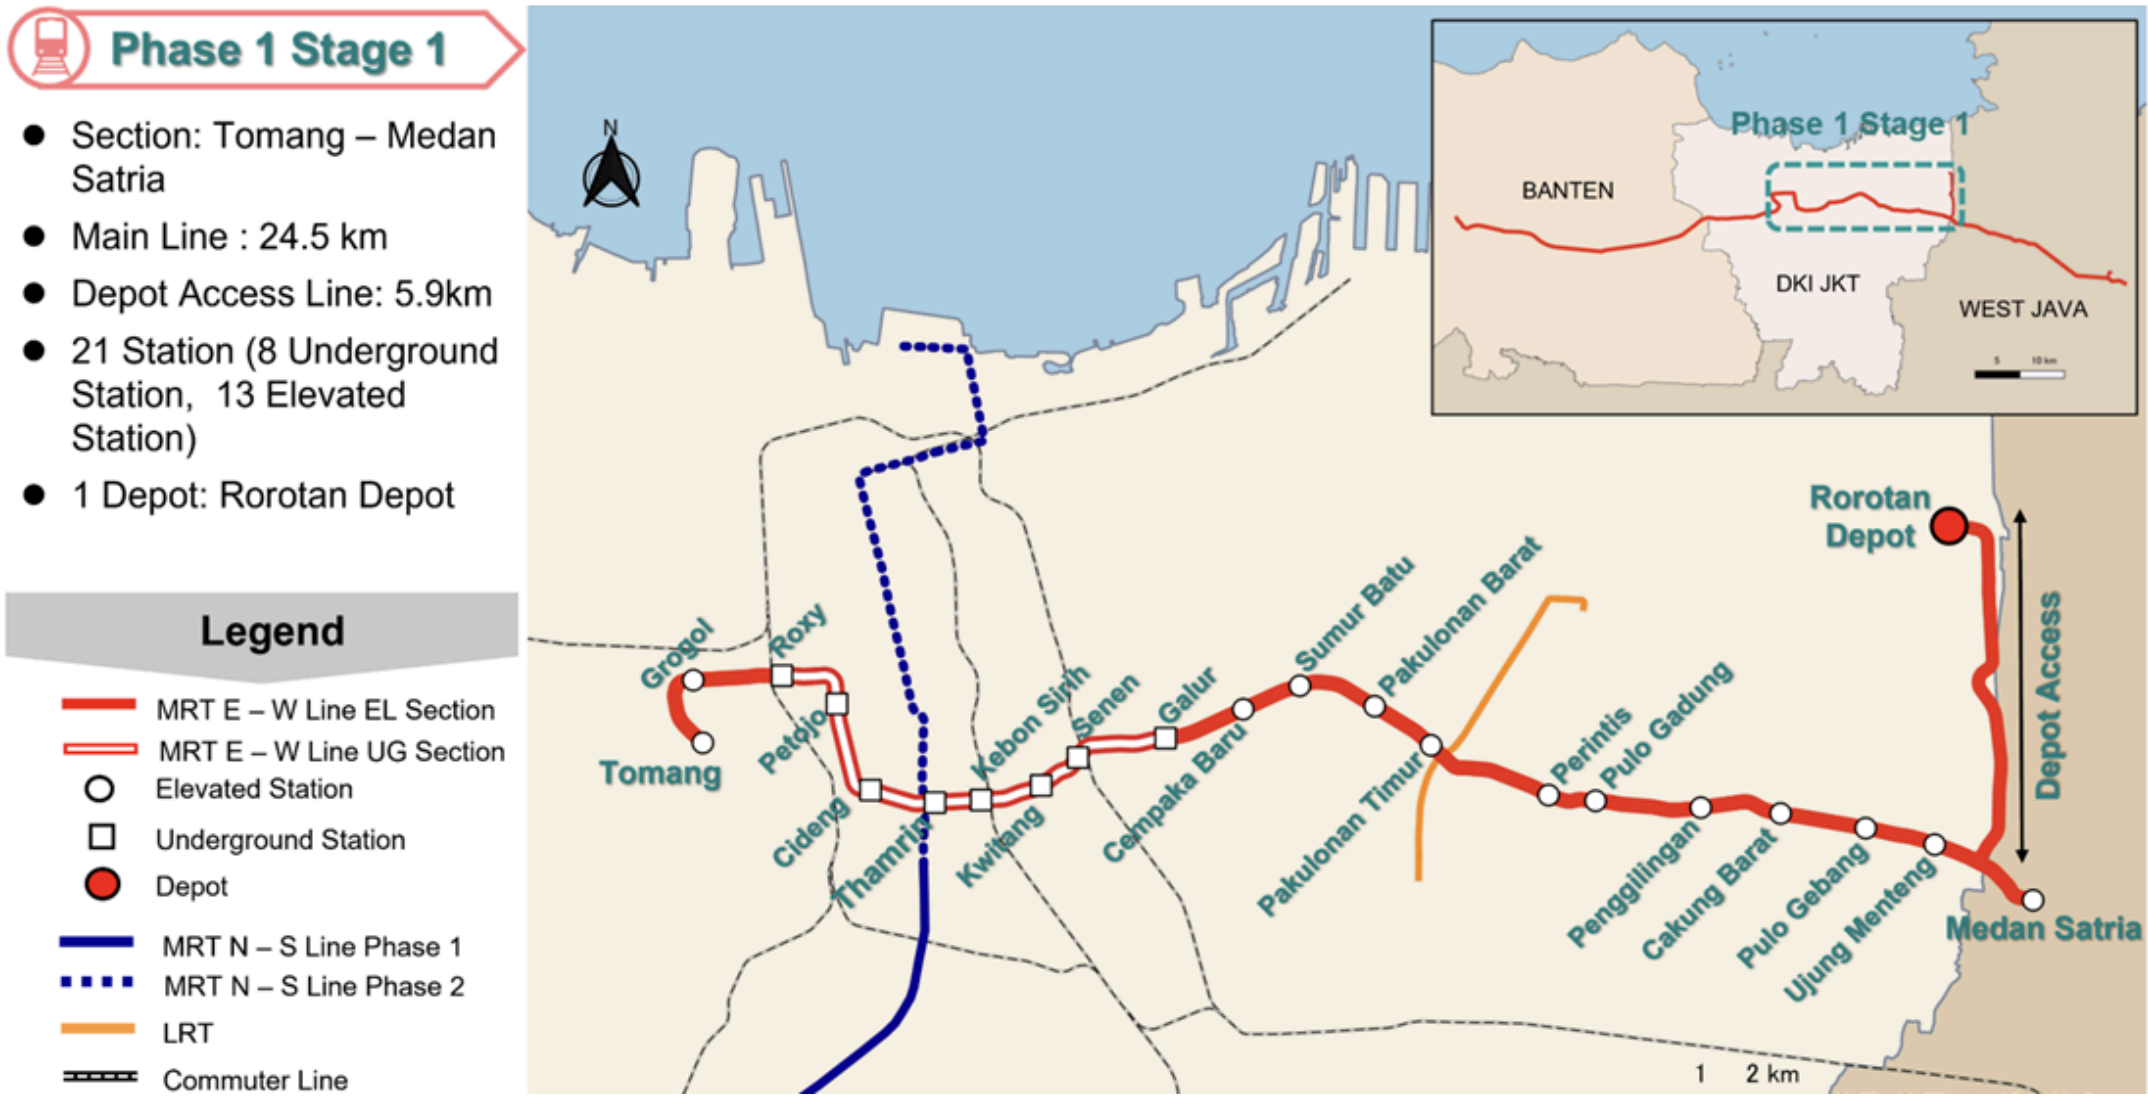 Phase 1 Stage 1
● Section: Tomang – Medan
Satria
● Main Line : 24.5 km
● Depot Access Line: 5.9km
● 21 Station (8 Underground
Station, 13 Elevated
Station)
● 1 Depot: Rorotan Depot
Legend
MRT E – W Line EL Section
MRT E – W Line UG Section
Elevated Station
Underground Station
Depot
MRT N – S Line Phase 1
MRT N – S Line Phase 2
LRT
Commuter Line
N
Phase 1 Stage 1
BANTEN
DKI JKT
WEST JAVA
5 10 km
Rorotan
Depot
Depot Access
Tomang
Grogol
Roxy
Petojo
Cideng
Thamrin
Kebon Sirih
Kwitang
Senen
Galur
Cempaka Baru
Sumur Batu
Pakulonan Barat
Pakulonan Timur
Perintis
Pulo Gadung
Penggilingan
Cakung Barat
Pulo Gebang
Ujung Menteng
Medan Satria
1 2 km